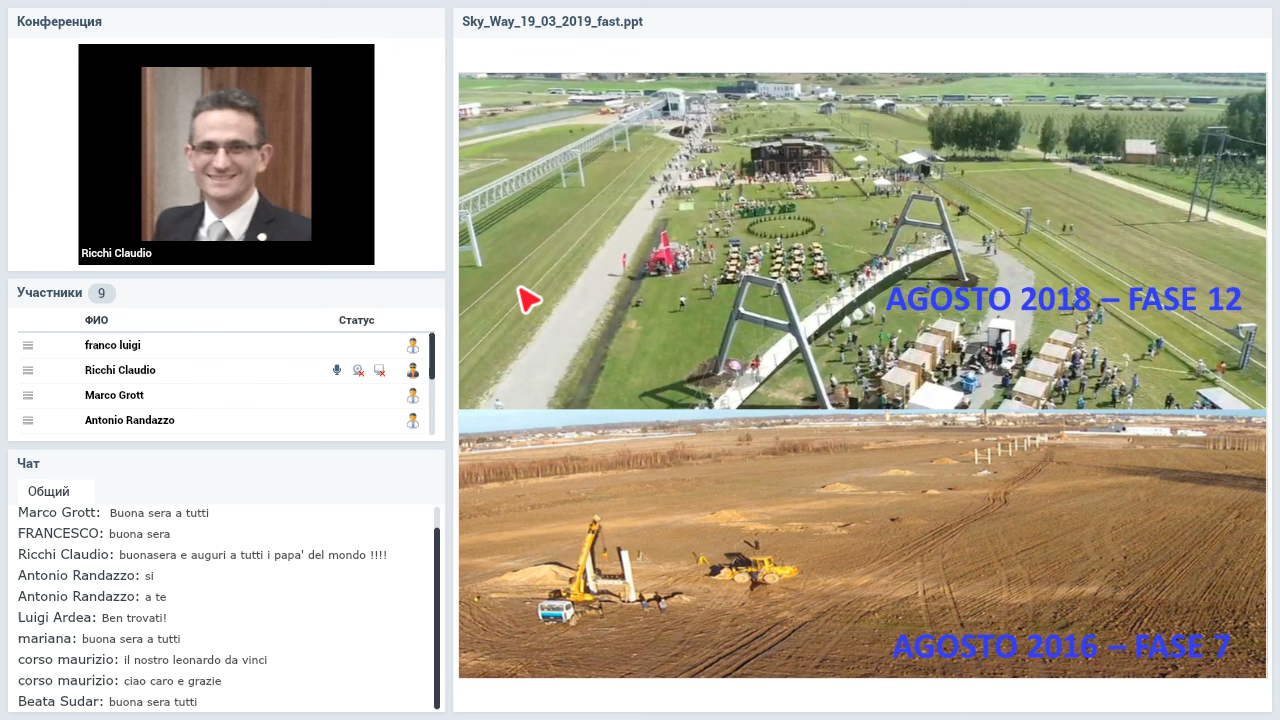 Конференция
Ricchi Claudio
Участники 9
ФИО Статус
franco luigi
Ricchi Claudio
Marco Grott
Antonio Randazzo
Чат
Общий
Marco Grott: Buona sera a tutti
FRANCESCO: buona sera
Ricchi Claudio: buonasera e auguri a tutti i papa' del mondo !!!!
Antonio Randazzo: si
Antonio Randazzo: a te
Luigi Ardea: Ben trovati!
mariana: buona sera a tutti
corso maurizio: il nostro leonardo da vinci
corso maurizio: ciao caro e grazie
Beata Sudar: buona sera tutti
Sky_Way_19_03_2019_fast.ppt
AGOSTO 2018 – FASE 12
AGOSTO 2016 – FASE 7